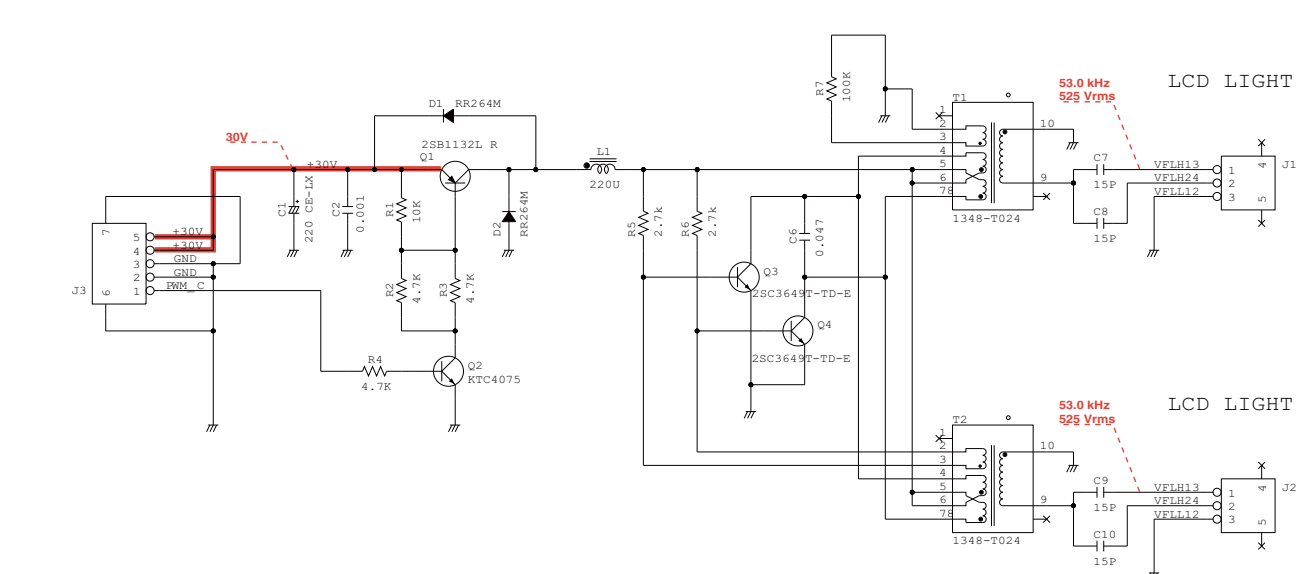 LCD LIGHT
53.0 kHz
525 Vrms
R7
100K
T1
1
2
3
4
5
6
78
10
9
1348-T024
C7
15P
C8
15P
VFLH13
VFLH24
VFLL12
1
2
3
4
5
J1
D1 RR264M
2SB1132L R
Q1
30V
+30V
L1
220U
C1
220 CE-LX
+
C2
0.001
R1
10K
D2
RR264M
R5
2.7k
R6
2.7k
C6
0.047
7
5
4
3
2
1
6
J3
+30V
+30V
GND
GND
PWM_C
R2
4.7K
R3
4.7K
Q3
2SC3649T-TD-E
Q4
2SC3649T-TD-E
R4
4.7K
Q2
KTC4075
LCD LIGHT
53.0 kHz
525 Vrms
T2
1
2
3
4
5
6
78
10
9
1348-T024
C9
15P
C10
15P
VFLH13
VFLH24
VFLL12
1
2
3
4
5
J2